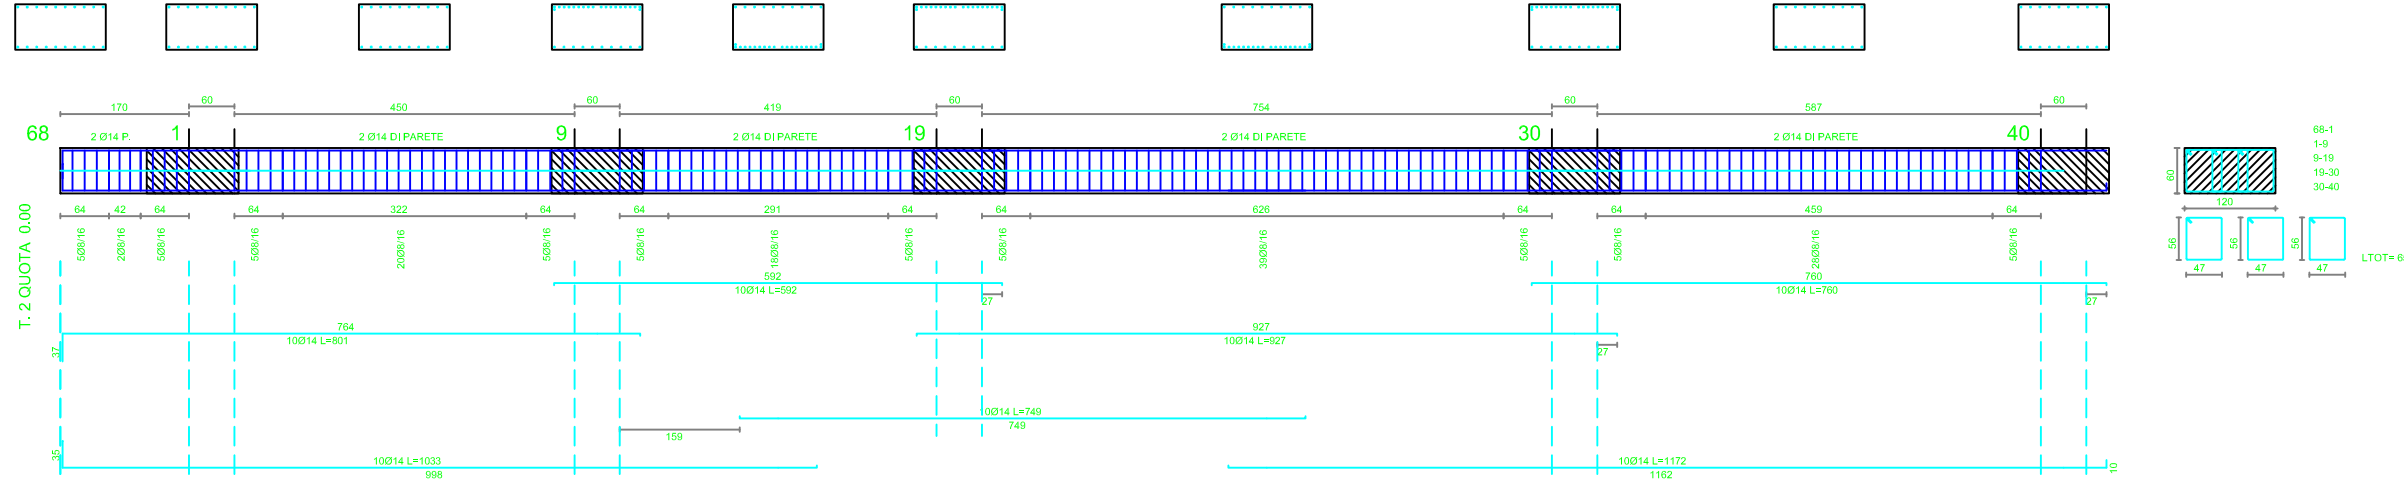 170 60 450 60 419 60 754 60 587 60
68 2 Ø14 P. 1 2 Ø14 DI PARETE 9 2 Ø14 DI PARETE 19 2 Ø14 DI PARETE 30 2 Ø14 DI PARETE 40
68-1
1-9
9-19
19-30
30-40
60
120
64 42 64 64 322 64 64 291 64 64 626 64 64 459 64
5Ø8/16 2Ø8/16 5Ø8/16 5Ø8/16 20Ø8/16 5Ø8/16 5Ø8/16 18Ø8/16 5Ø8/16 5Ø8/16 39Ø8/16 5Ø8/16 5Ø8/16 28Ø8/16 5Ø8/16
T. 2 QUOTA 0.00
56 56 56
47 47 47
LTOT= 6
592 760
10Ø14 L=592 10Ø14 L=760
27 27
764 927
10Ø14 L=801 10Ø14 L=927
37 27
10Ø14 L=749
749
159
35
10Ø14 L=1033 10Ø14 L=1172
998 1162
10